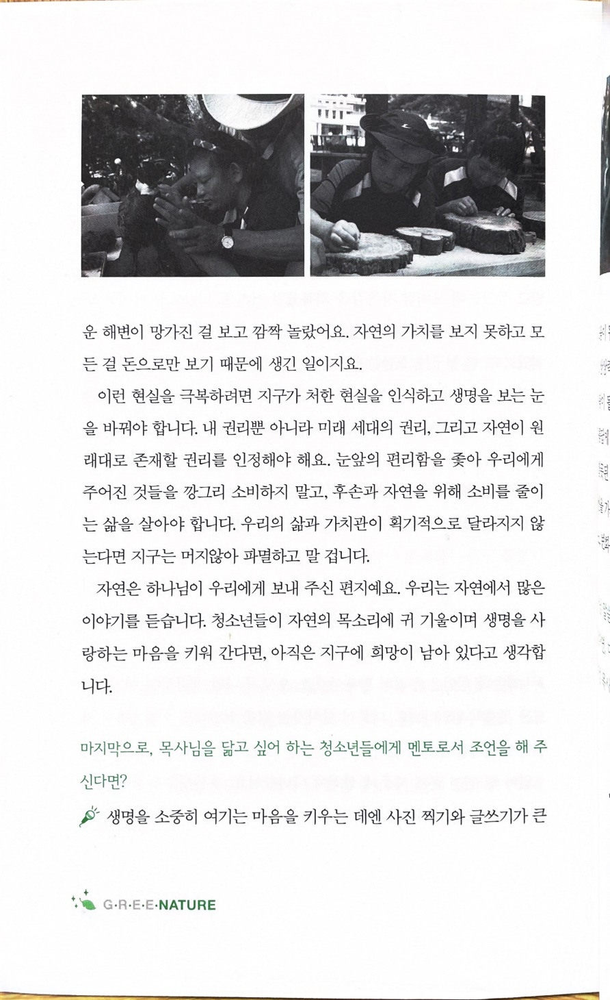 운 해변이 망가진 걸 보고 깜짝 놀랐어요. 자연의 가치를 보지 못하고 모
든 걸 돈으로만 보기 때문에 생긴 일이지요.
이런 현실을 극복하려면 지구가 처한 현실을 인식하고 생명을 보는 눈
을 바꿔야 합니다. 내 권리뿐 아니라 미래 세대의 권리, 그리고 자연이 원
래대로 존재할 권리를 인정해야 해요. 눈앞의 편리함을 좇아 우리에게
주어진 것들을 깡그리 소비하지 말고, 후손과 자연을 위해 소비를 줄이
는 삶을 살아야 합니다. 우리의 삶과 가치관이 획기적으로 달라지지 않
는다면 지구는 머지않아 파멸하고 말 겁니다.
자연은 하나님이 우리에게 보내 주신 편지예요. 우리는 자연에서 많은
이야기를 듣습니다. 청소년들이 자연의 목소리에 귀 기울이며 생명을 사
랑하는 마음을 키워 간다면, 아직은 지구에 희망이 남아 있다고 생각합
니다.
마지막으로, 목사님을 닮고 싶어 하는 청소년들에게 멘토로서 조언을 해 주
신다면?
생명을 소중히 여기는 마음을 키우는 데엔 사진 찍기와 글쓰기가 큰
G·R·E·E·NATURE